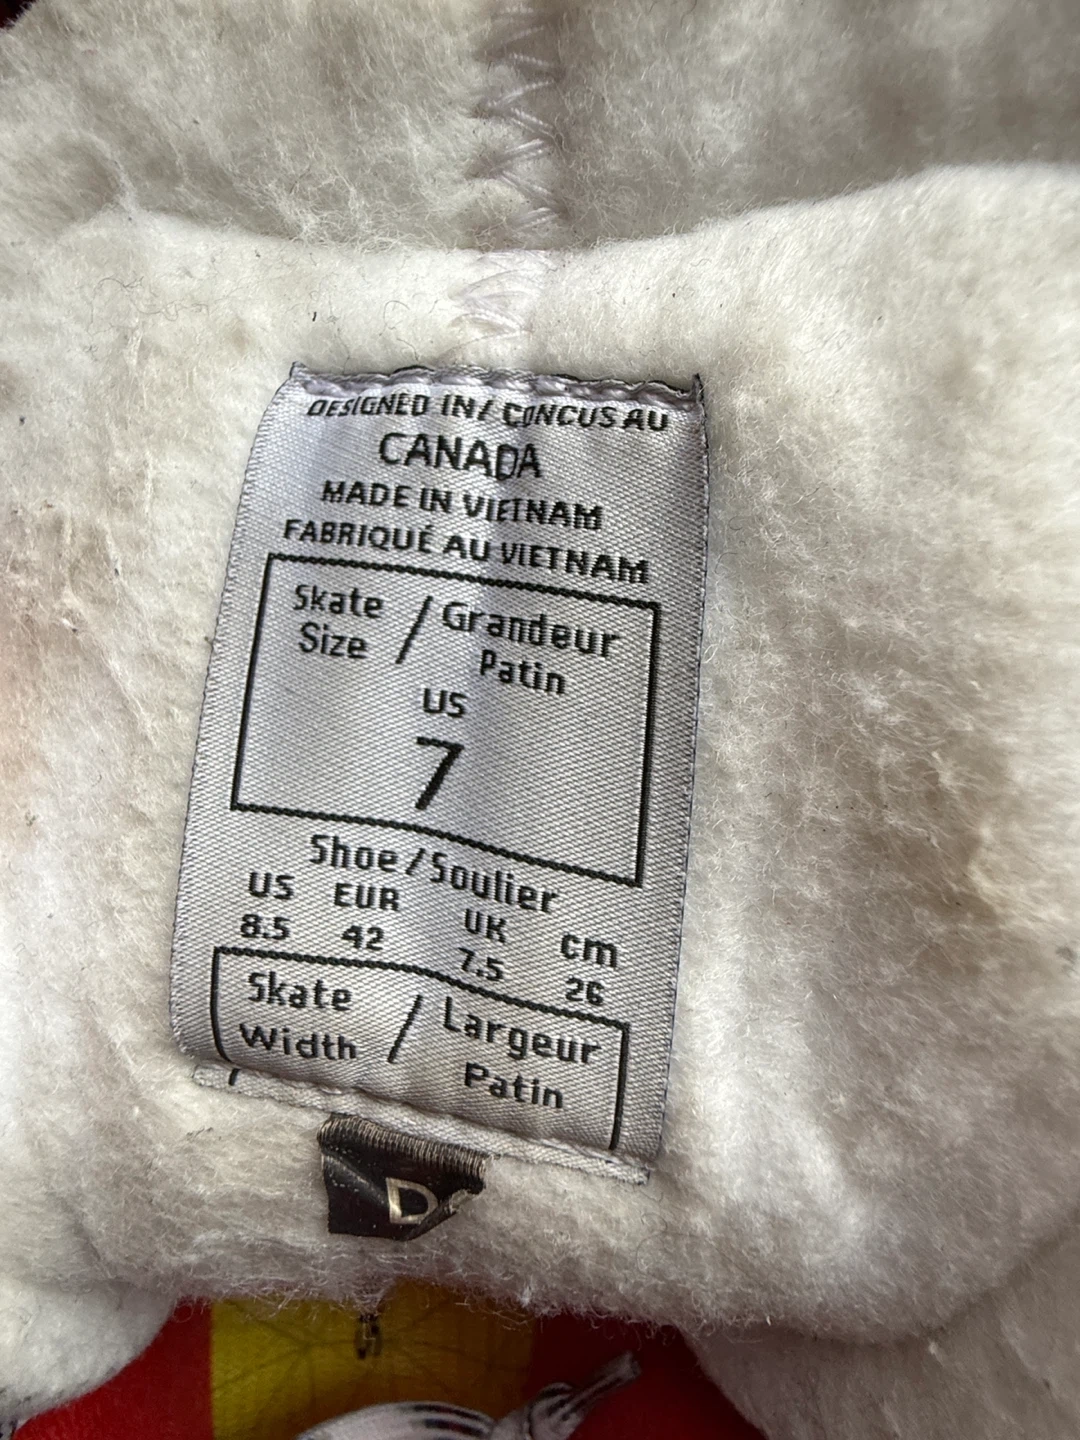 DESIGNED IN/ CONCUS AU
CANADA
MADE IN VIETNAM
FABRIQUÉ AU VIETNAM
Skate Size / Grandeur Patin
US
7
Shoe/Soulier
US EUR UK cm
8.5 42 7.5 26
Skate Width / Largeur Patin